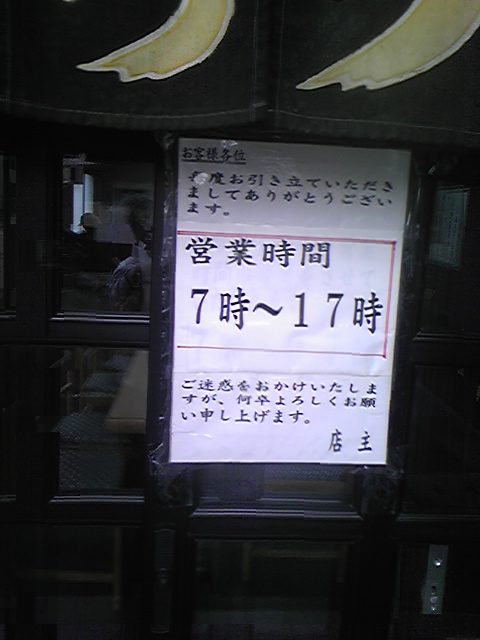 お客様各位
毎度お引き立ていただき
ましてありがとうござい
ます。
営業時間
7時~17時
ご迷惑をおかけいたしま
すが、何卒よろしくお願
い申し上げます。
店主